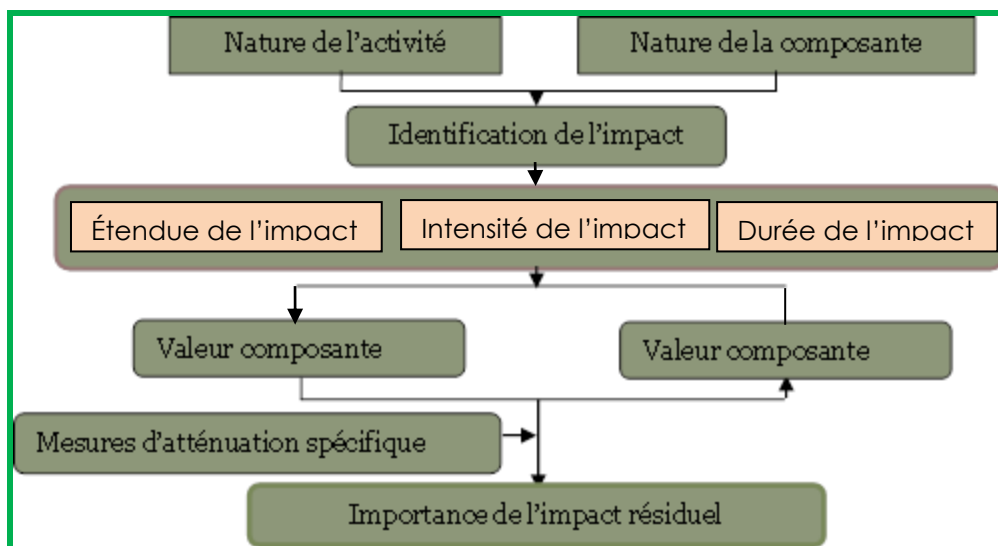 Nature de l'activité
Nature de la composante
Identification de l'impact
Étendue de l'impact
Intensité de l'impact
Durée de l'impact
Valeur composante
Valeur composante
Mesures d'atténuation spécifique
Importance de l'impact résiduel